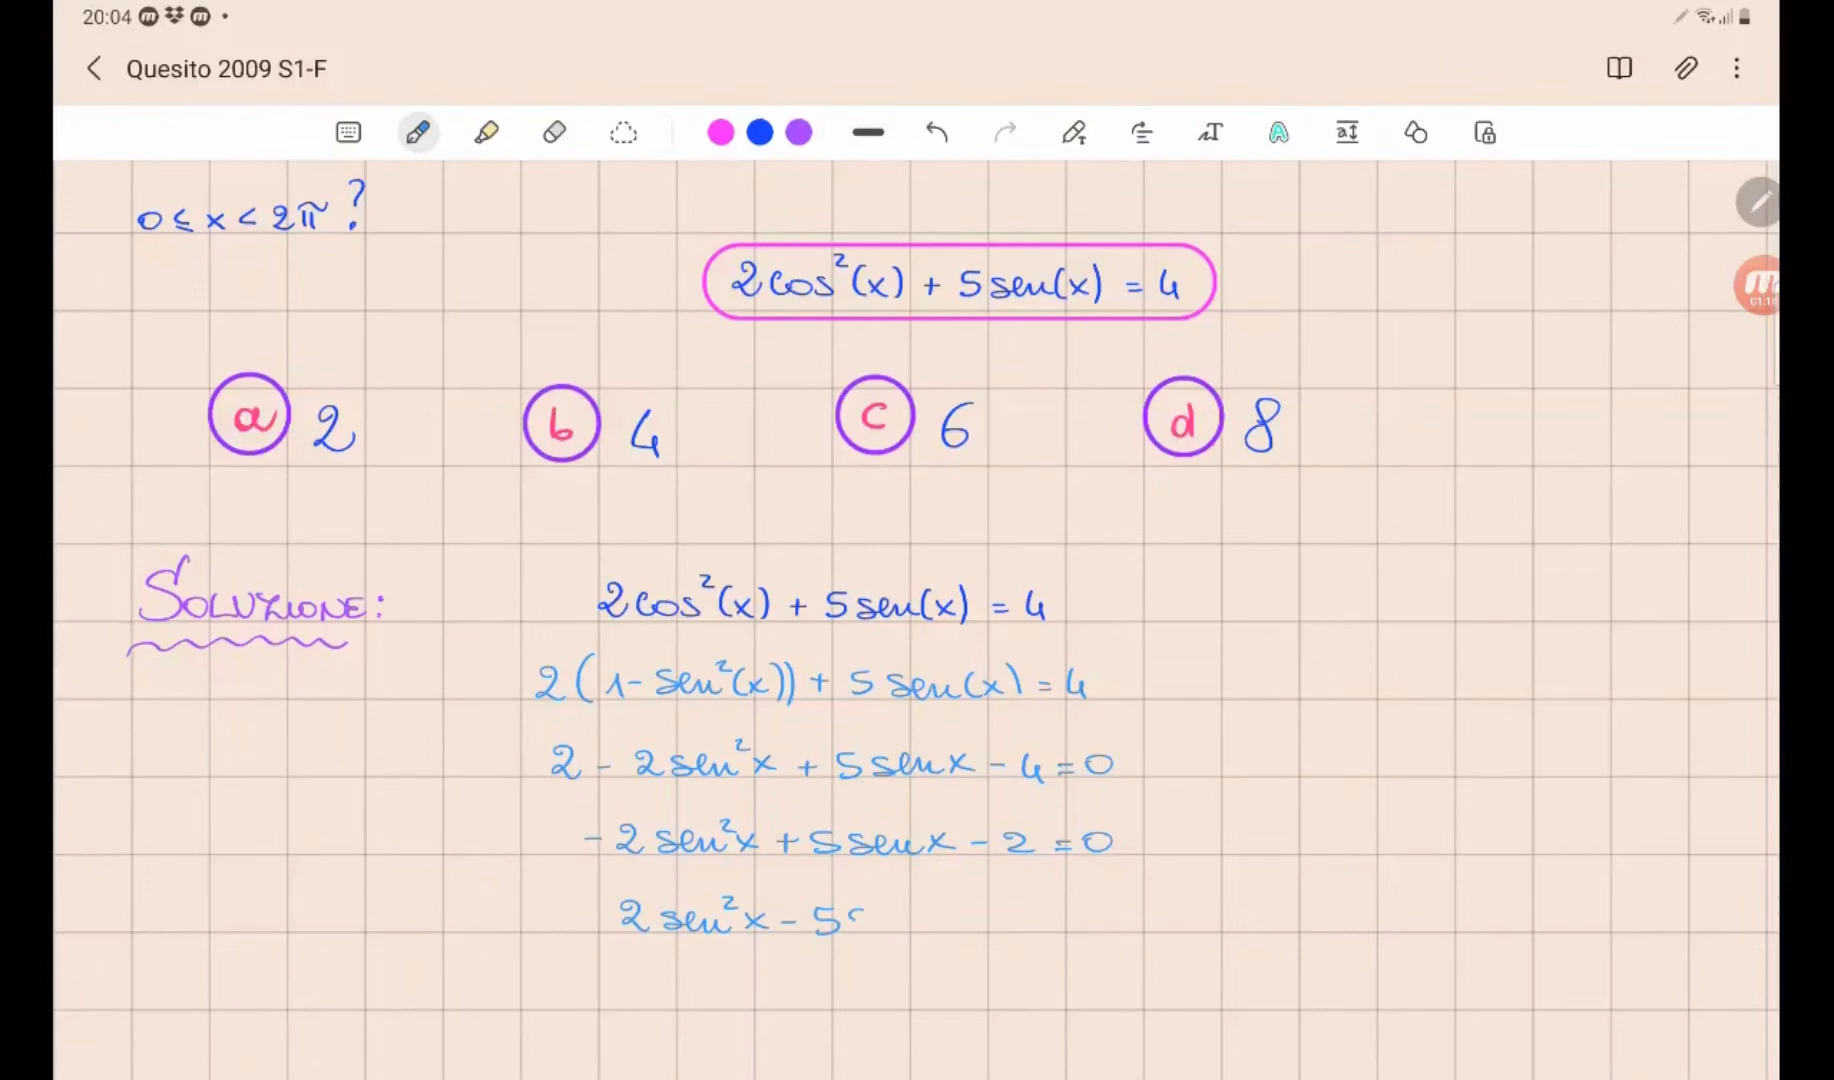 20:04
Quesito 2009 S1-F
0 ≤ x < 2π ?
2cos²(x) + 5sen(x) = 4
a 2 b 4 c 6 d 8
SOLUZIONE:
2cos²(x) + 5sen(x) = 4
2(1-sen²(x)) + 5sen(x) = 4
2 - 2sen²x + 5senx - 4 = 0
- 2sen²x + 5senx - 2 = 0
2sen²x - 5